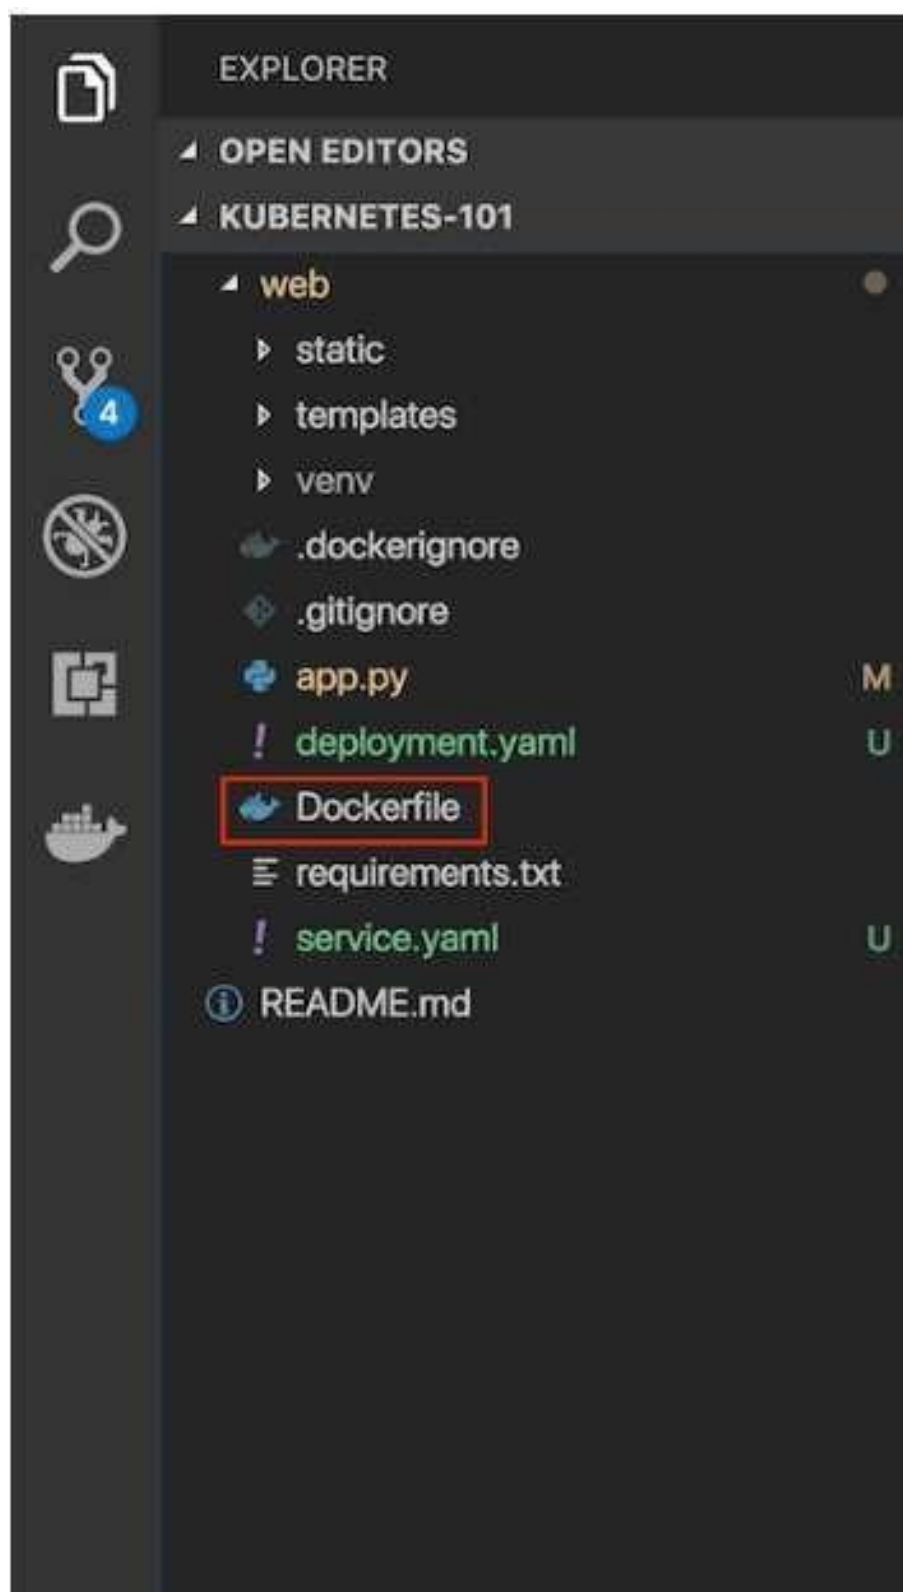 EXPLORER
OPEN EDITORS
KUBERNETES-101
web
static
templates
4
venv
.dockerignore
.gitignore
app.py M
deployment.yaml U
Dockerfile
requirements.txt
service.yaml U
README.md